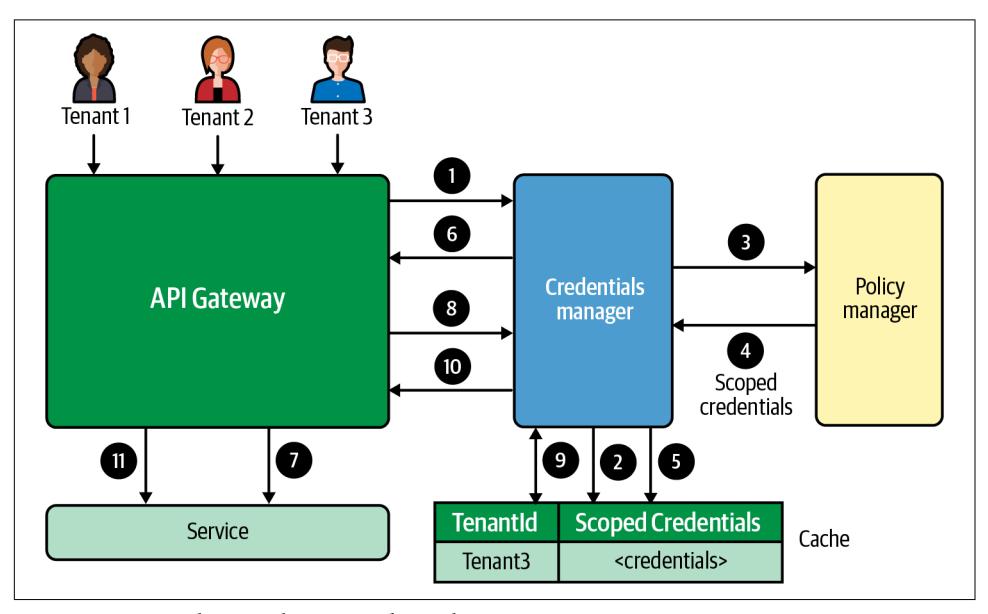 Tenant 1
Tenant 2
Tenant 3
1
6
8
10
3
4
API Gateway
Credentials
manager
Policy
manager
Scoped
credentials
11
7
9
2
5
Service
TenantId
Scoped Credentials
Tenant3
<credentials>
Cache